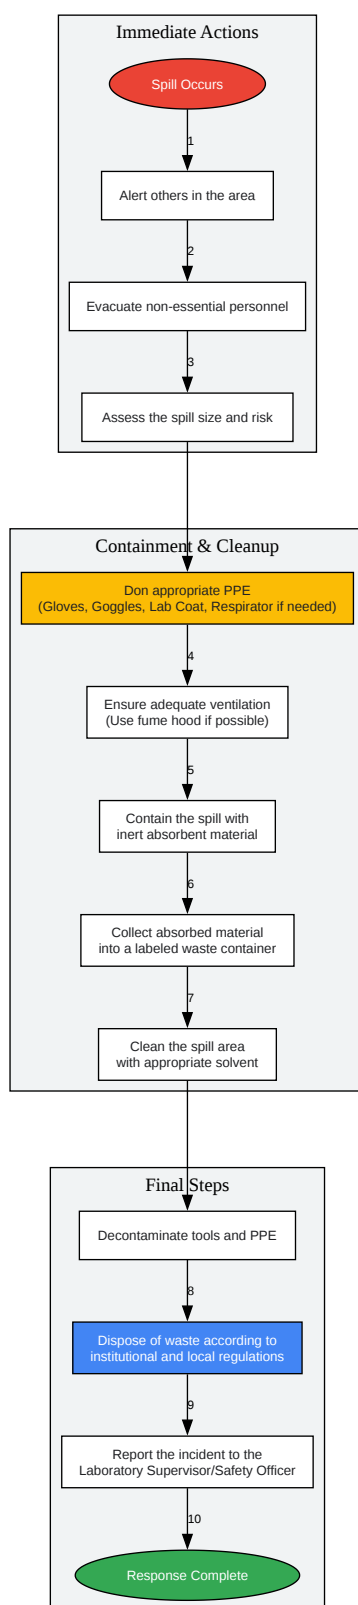 Immediate Actions
Spill Occurs
1
Alert others in the area
2
Evacuate non-essential personnel
3
Assess the spill size and risk
Containment & Cleanup
Don appropriate PPE
(Gloves, Goggles, Lab Coat, Respirator if needed)
4
Ensure adequate ventilation
(Use fume hood if possible)
5
Contain the spill with
inert absorbent material
6
Collect absorbed material
into a labeled waste container
7
Clean the spill area
with appropriate solvent
Final Steps
Decontaminate tools and PPE
8
Dispose of waste according to
institutional and local regulations
9
Report the incident to the
Laboratory Supervisor/Safety Officer
10
Response Complete